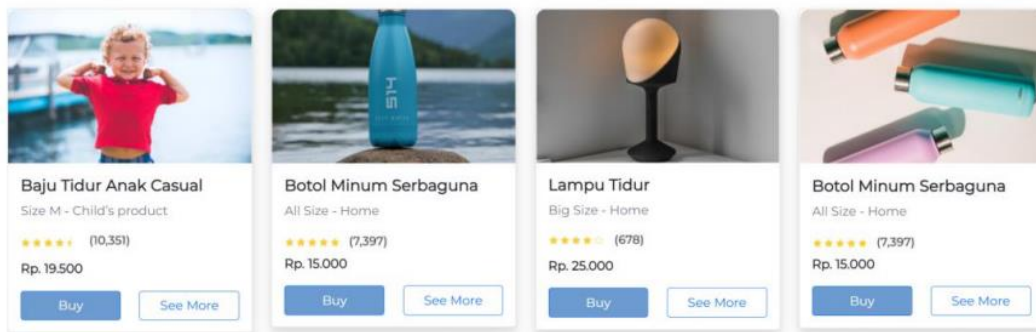 Baju Tidur Anak Casual
Size M - Child's product
(10,351)
Rp. 19.500
Buy See More
Botol Minum Serbaguna
All Size - Home
(7,397)
Rp. 15.000
Buy See More
Lampu Tidur
Big Size - Home
(678)
Rp. 25.000
Buy See More
Botol Minum Serbaguna
All Size - Home
(7,397)
Rp. 15.000
Buy See More